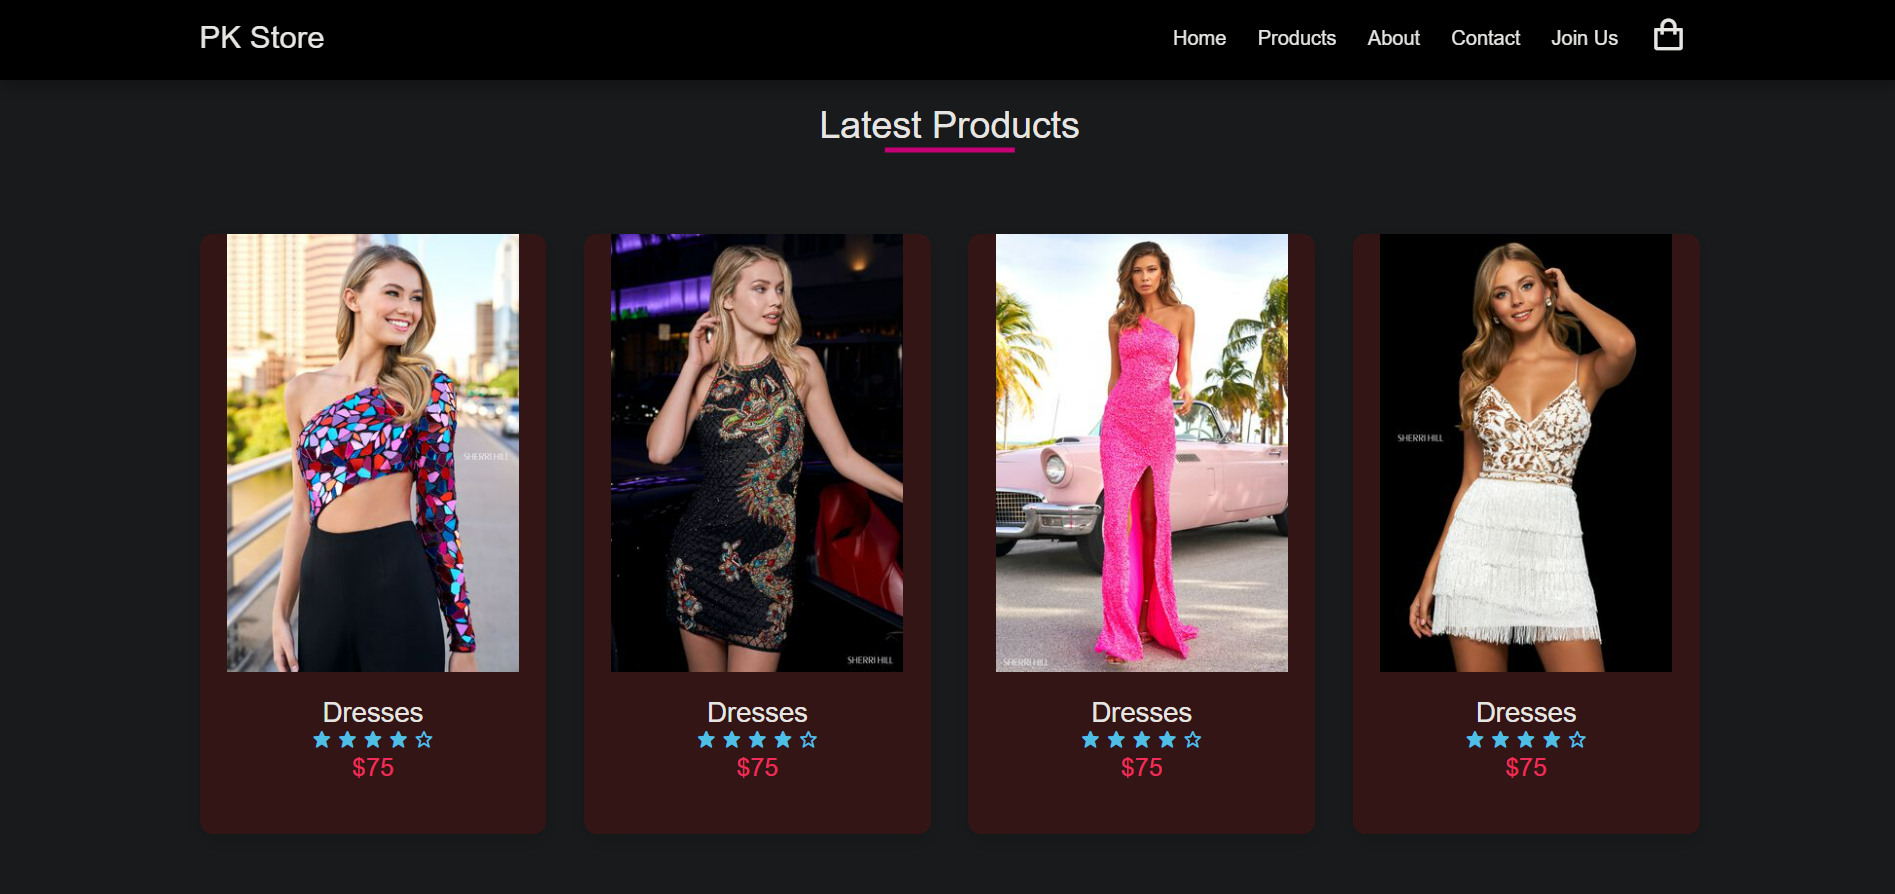 PK Store
Home Products About Contact Join Us
Latest Products
SHERRI HILL
SHERRI HILL
SHERRI HILL
SHERRI HILL
Dresses
$75
Dresses
$75
Dresses
$75
Dresses
$75